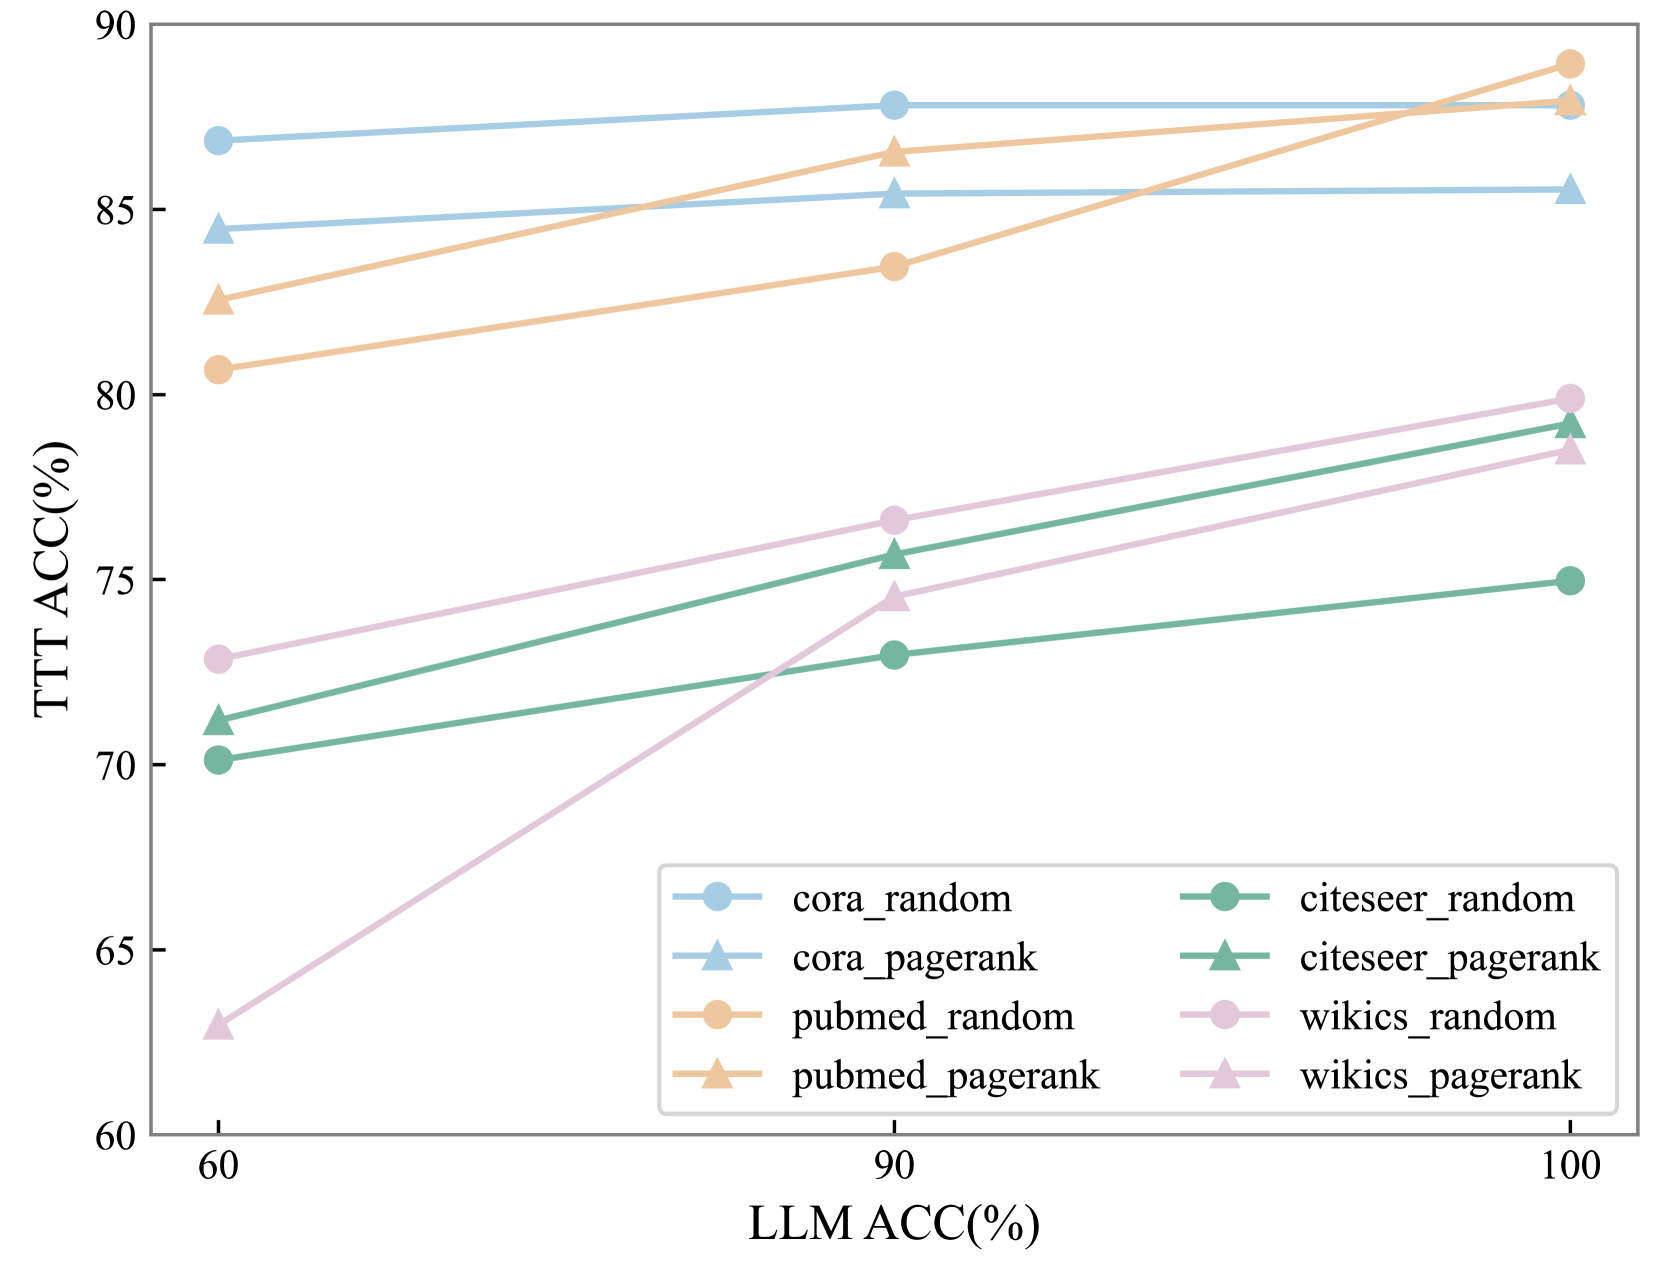 90
85
80
75
70
65
60
TTT ACC(%)
cora_random
cora_pagerank
pubmed_random
pubmed_pagerank
citeseer_random
citeseer_pagerank
wikics_random
wikics_pagerank
60 90 100
LLM ACC(%)